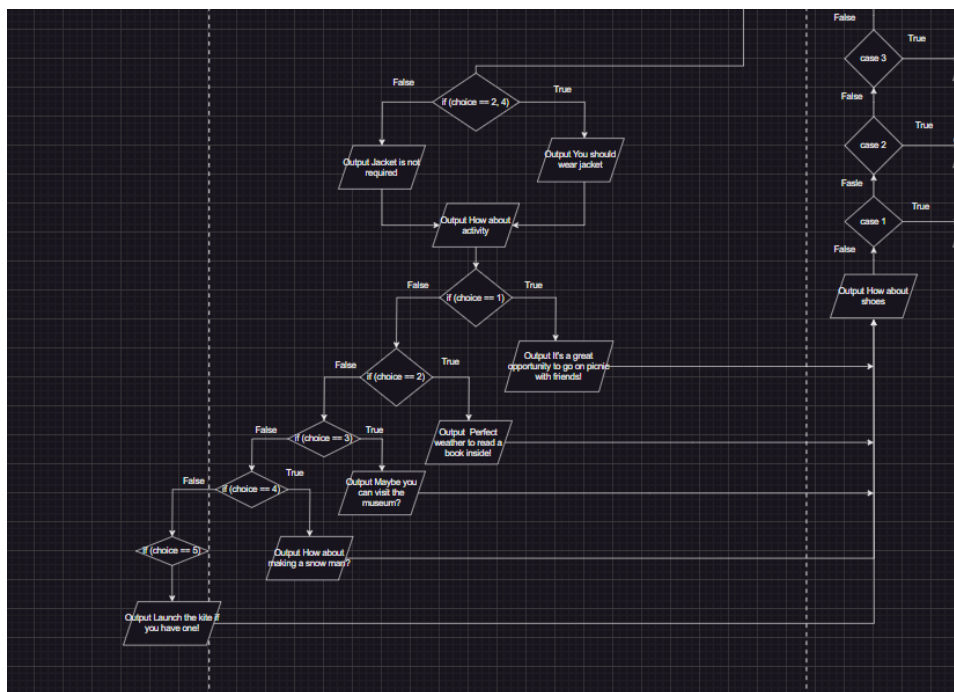 False
case 3
True
False
True
if (choice == 2, 4)
False
case 2
True
Output Jacket is not
required
Output You should
wear jacket
Fasle
case 1
True
Output How about
activity
False
False
True
if (choice == 1)
Output How about
shoes
False
True
if (choice == 2)
Output It's a great
opportunity to go on picnic
with friends!
False
True
if (choice == 3)
Output Perfect
weather to read a
book inside!
False
True
if (choice == 4)
Output Maybe you
can visit the
museum?
if (choice == 5)
Output How about
making a snow man?
Output Launch the kite if
you have one!